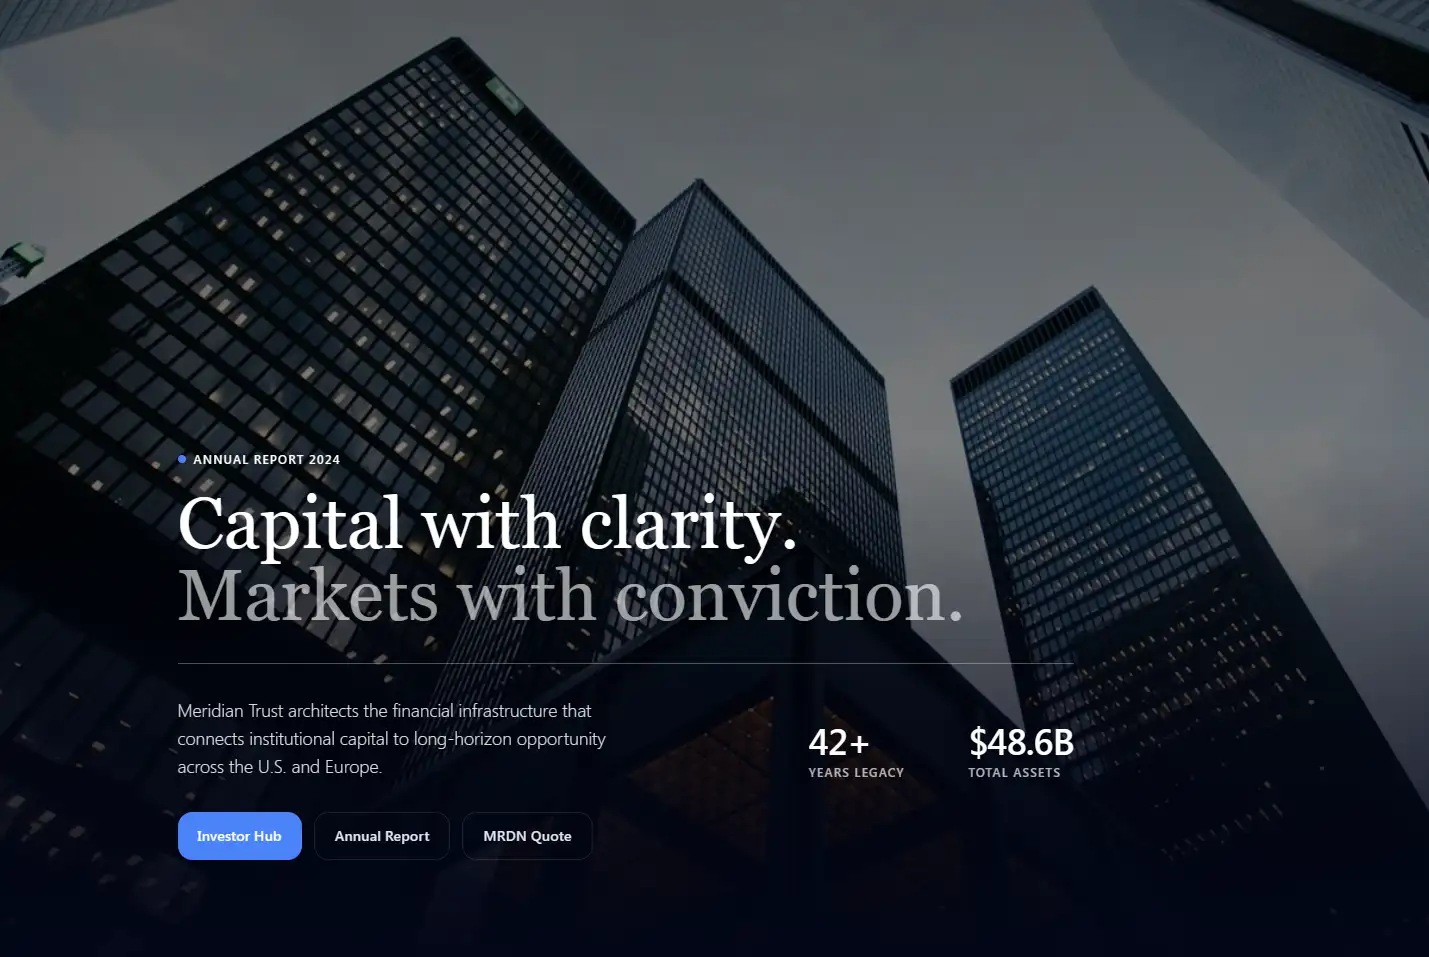 ANNUAL REPORT 2024
Capital with clarity.
Markets with conviction.
Meridian Trust architects the financial infrastructure that
connects institutional capital to long-horizon opportunity
across the U.S. and Europe.
42+
YEARS LEGACY
$48.6B
TOTAL ASSETS
Investor Hub
Annual Report
MRDN Quote